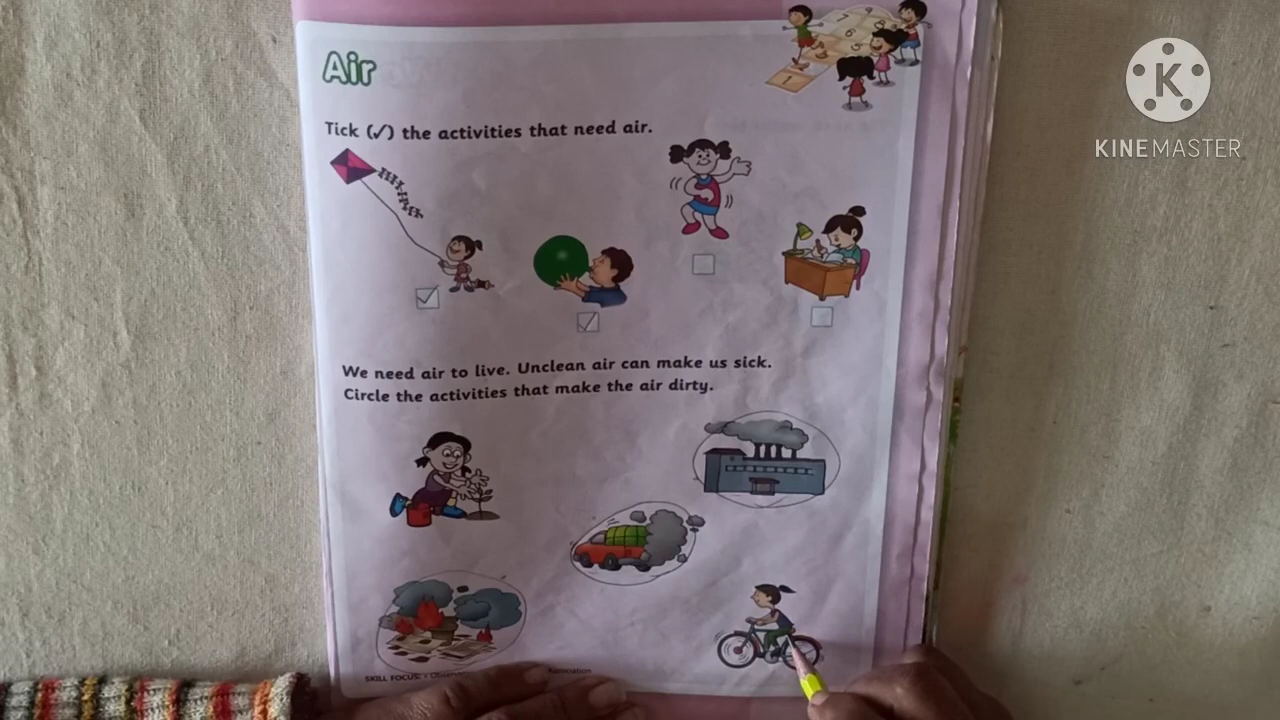 Air
Tick (✓) the activities that need air.
We need air to live. Unclean air can make us sick.
Circle the activities that make the air dirty.
SKILL FOCUS: • Association
K
KINEMASTER